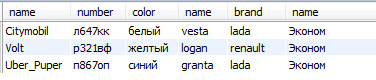 name number color name brand name
Citymobil л647кк белый vesta lada Эконом
Volt р321вф желтый logan renault Эконом
Uber_Puper п867оп синий granta lada Эконом